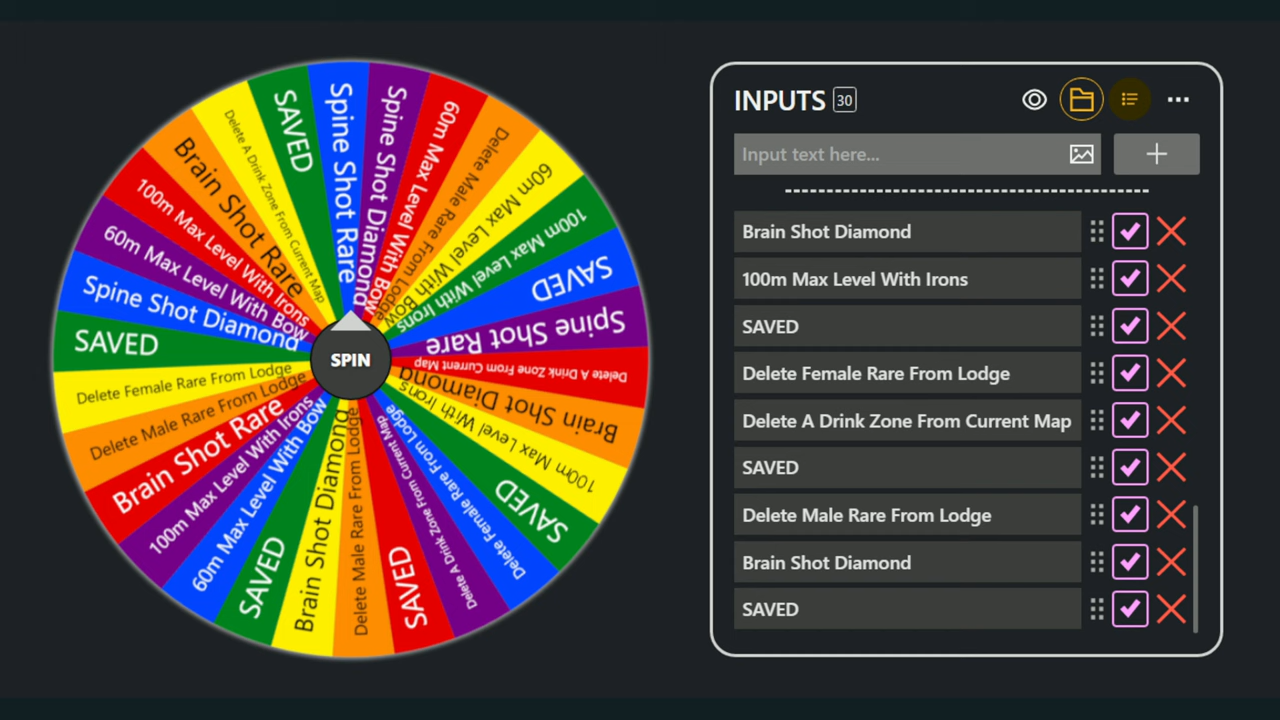 Spine Shot Rare
Spine Shot Diamond
60m Max Level With Bow
Delete Male Rare From Lodge
60m Max Level With Bow
100m Max Level With Irons
SAVED
Spine Shot Rare
Delete A Drink Zone From Current Map
Brain Shot Diamond
100m Max Level With Irons
SAVED
Delete Female Rare From Lodge
Delete A Drink Zone From Current Map
SAVED
Delete Male Rare From Lodge
Brain Shot Diamond
SAVED
60m Max Level With Bow
100m Max Level With Irons
Brain Shot Rare
Delete Male Rare From Lodge
Delete Female Rare From Lodge
SAVED
Spine Shot Diamond
60m Max Level With Bow
100m Max Level With Irons
Brain Shot Rare
Delete A Drink Zone From Current Map
SAVED
SPIN
INPUTS 30
Input text here...
Brain Shot Diamond
100m Max Level With Irons
SAVED
Delete Female Rare From Lodge
Delete A Drink Zone From Current Map
SAVED
Delete Male Rare From Lodge
Brain Shot Diamond
SAVED